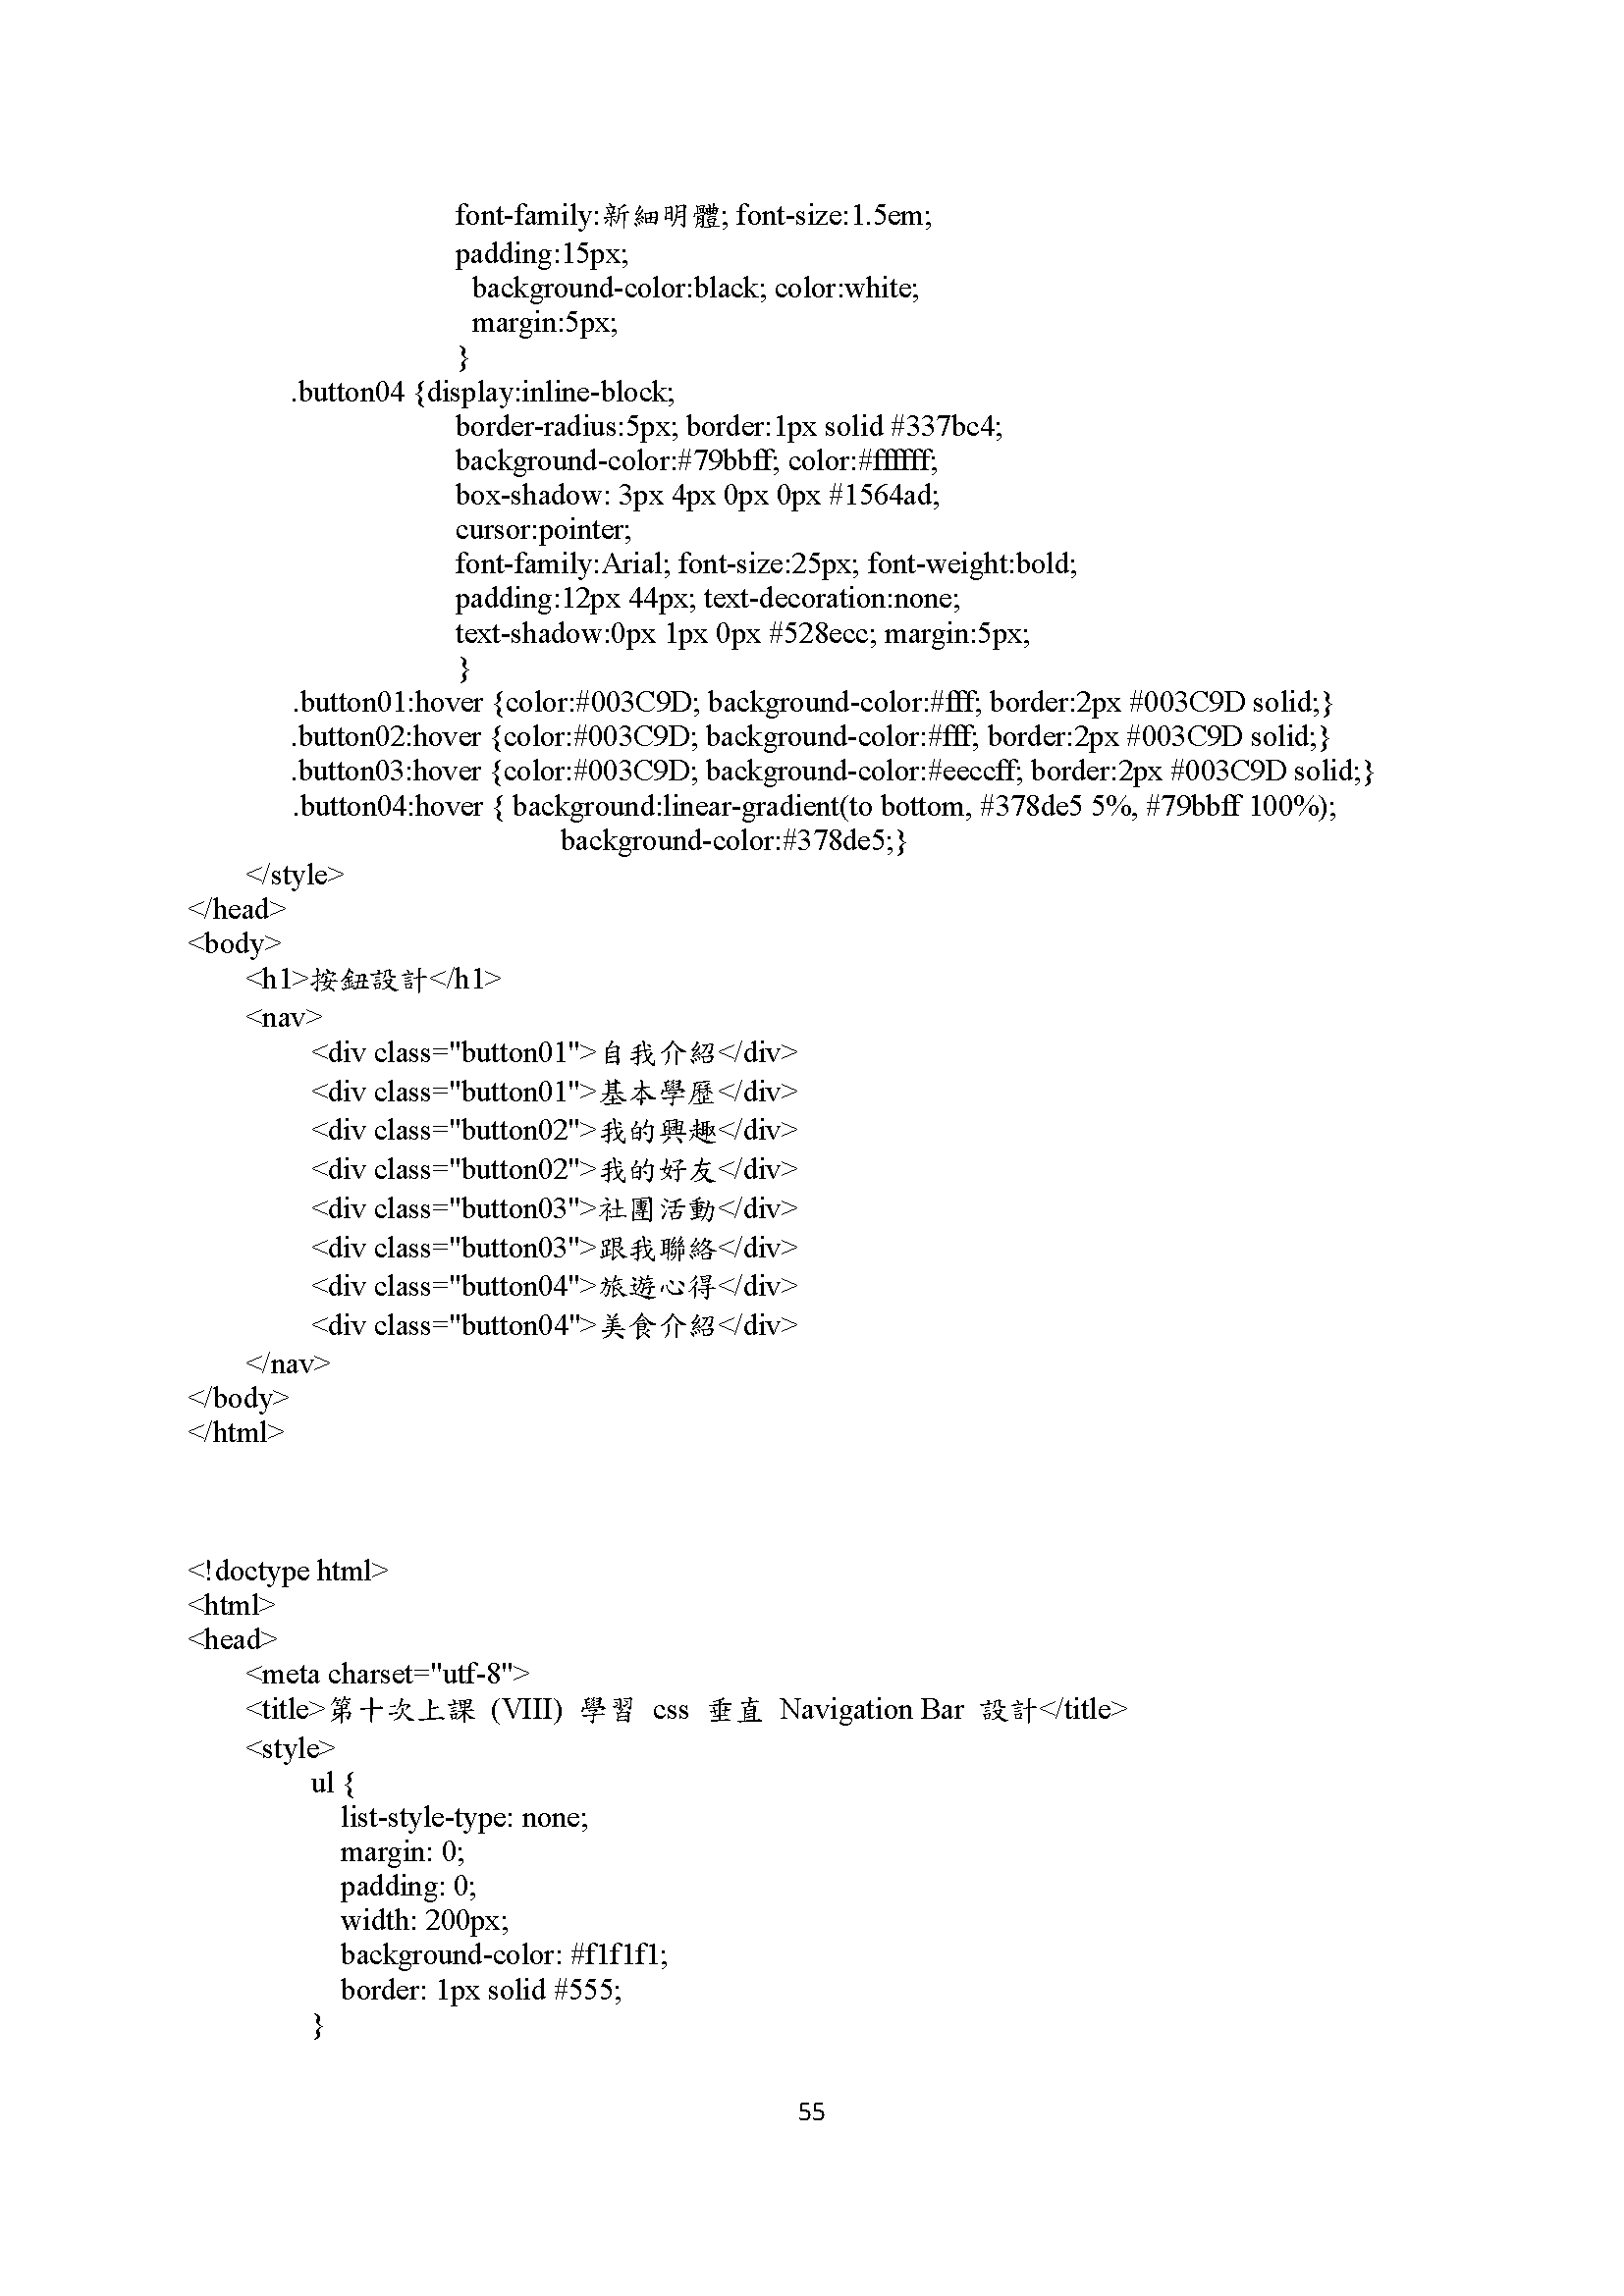 font-family:新細明體; font-size:1.5em;
padding:15px;
background-color:black; color:white;
margin:5px;
}
.button04 {display:inline-block;
border-radius:5px; border:1px solid #337bc4;
background-color:#79bbff; color:#ffffff;
box-shadow: 3px 4px 0px 0px #1564ad;
cursor:pointer;
font-family:Arial; font-size:25px; font-weight:bold;
padding:12px 44px; text-decoration:none;
text-shadow:0px 1px 0px #528ecc; margin:5px;
}
.button01:hover {color:#003C9D; background-color:#fff; border:2px #003C9D solid;}
.button02:hover {color:#003C9D; background-color:#fff; border:2px #003C9D solid;}
.button03:hover {color:#003C9D; background-color:#eeccff; border:2px #003C9D solid;}
.button04:hover { background:linear-gradient(to bottom, #378de5 5%, #79bbff 100%);
background-color:#378de5;}
</style>
</head>
<body>
<h1>按鈕設計</h1>
<nav>
<div class="button01">自我介紹</div>
<div class="button01">基本學歷</div>
<div class="button02">我的興趣</div>
<div class="button02">我的好友</div>
<div class="button03">社團活動</div>
<div class="button03">跟我聯絡</div>
<div class="button04">旅遊心得</div>
<div class="button04">美食介紹</div>
</nav>
</body>
</html>
<!doctype html>
<html>
<head>
<meta charset="utf-8">
<title>第十次上課 (VIII) 學習 css 垂直 Navigation Bar 設計</title>
<style>
ul {
list-style-type: none;
margin: 0;
padding: 0;
width: 200px;
background-color: #f1f1f1;
border: 1px solid #555;
}
55